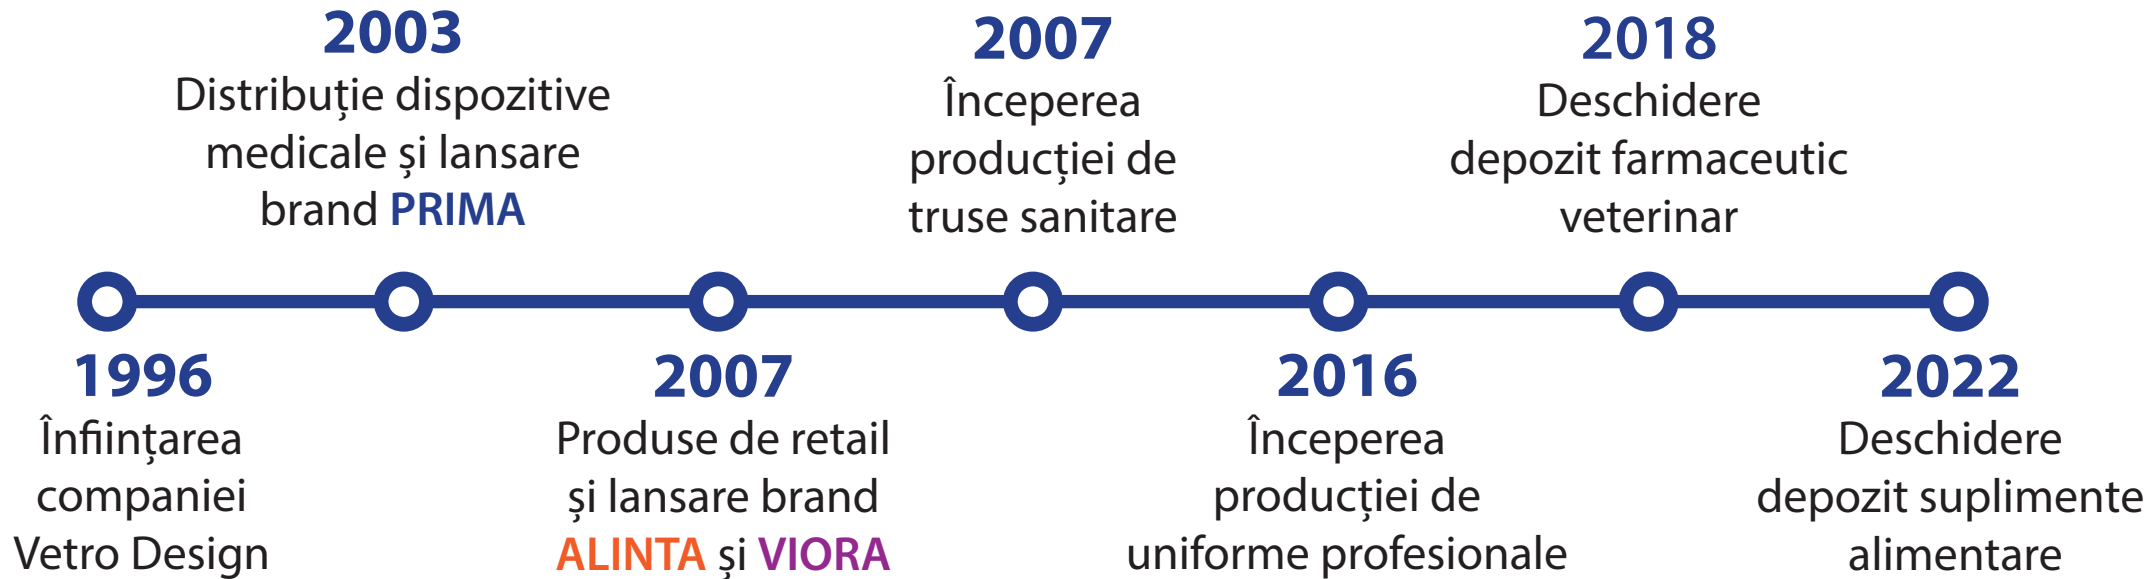 2003
Distribuție dispozitive
medicale și lansare
brand PRIMA
2007
Începerea
producției de
truse sanitare
2018
Deschidere
depozit farmaceutic
veterinar
1996
Înființarea
companiei
Vetro Design
2007
Produse de retail
și lansare brand
ALINTA și VIORA
2016
Începerea
producției de
uniforme profesionale
2022
Deschidere
depozit suplimente
alimentare